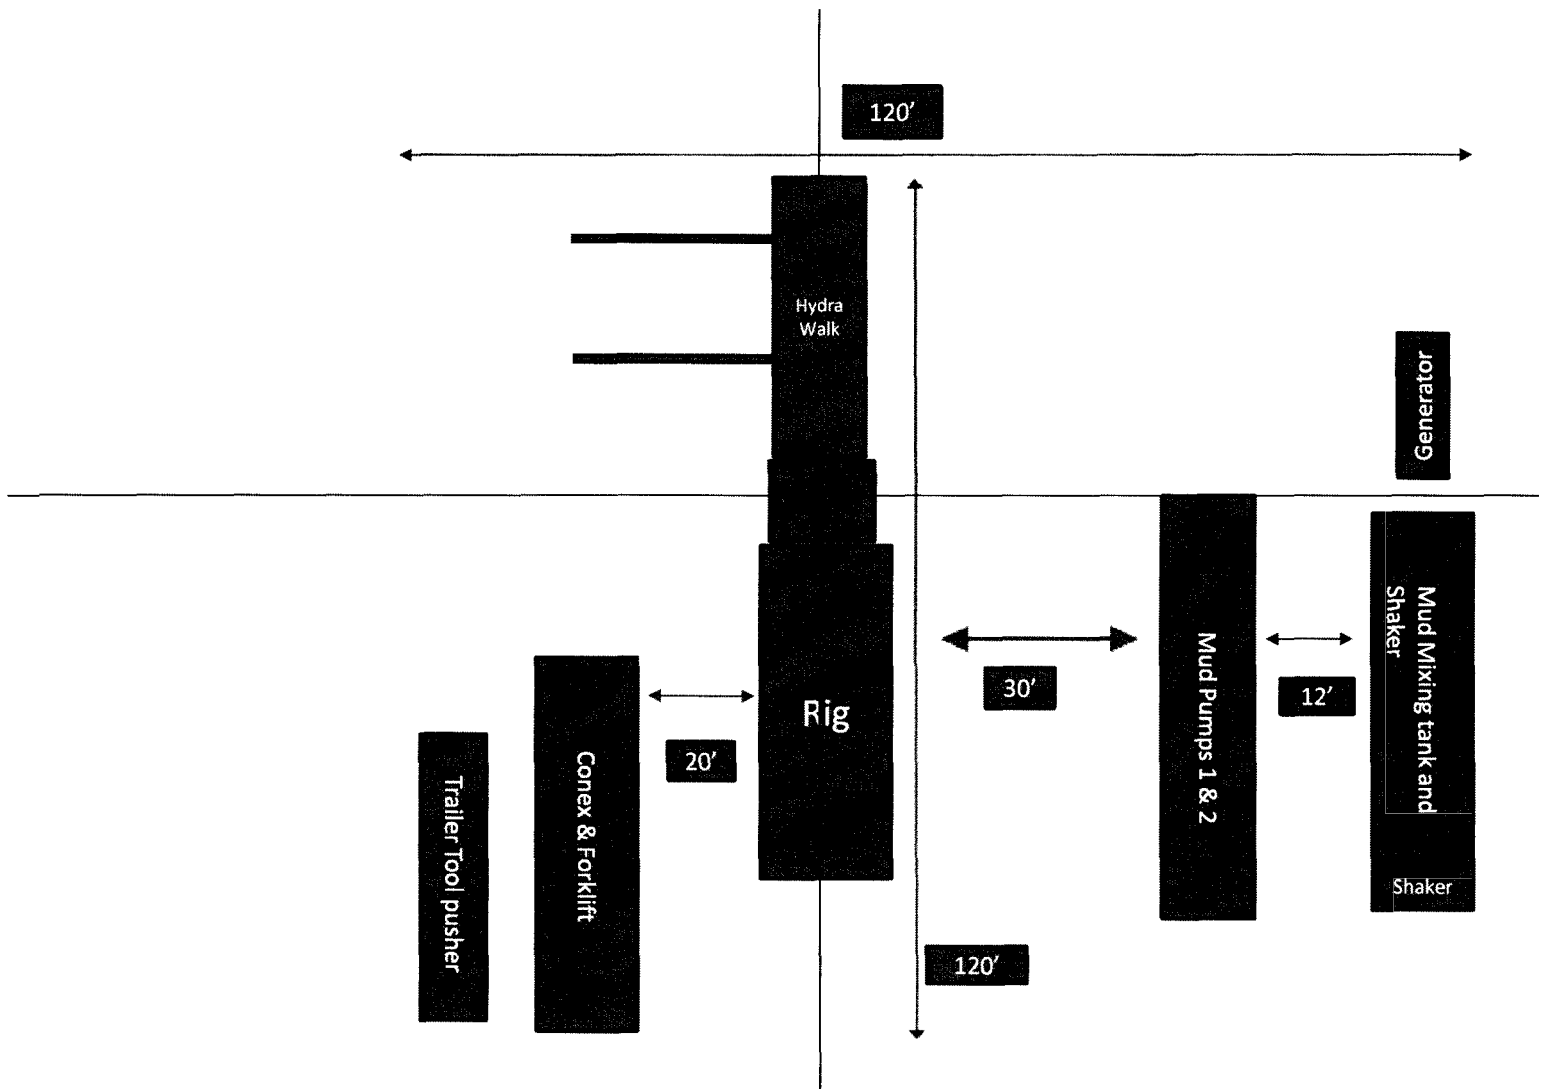 120'
Hydra
Walk
Generator
Mud Mixing tank and
Shaker
30'
12'
Rig
Mud Pumps 1 & 2
20'
Conex & Forklift
Trailer Tool pusher
Shaker
120'